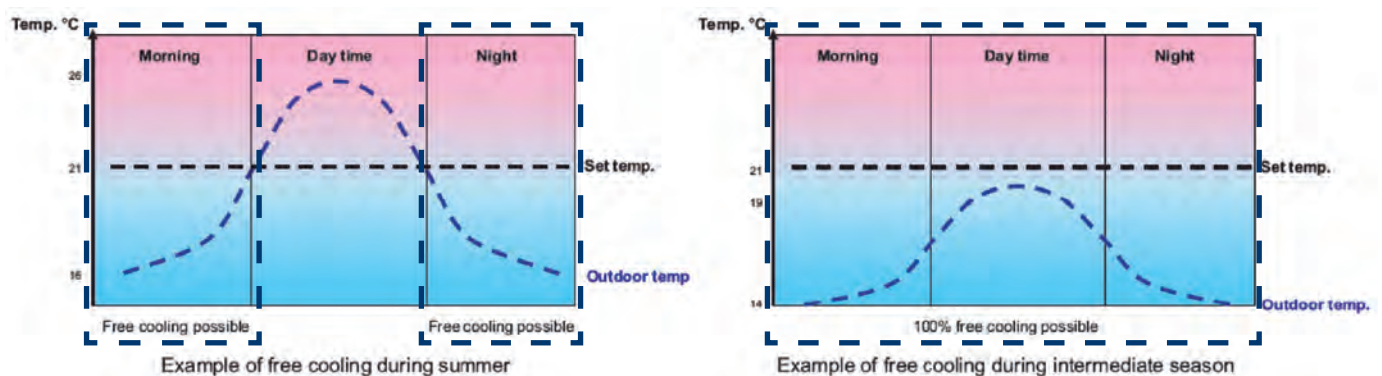 Temp. °C
Morning
Day time
Night
26
21
Set temp.
16
Outdoor temp
Free cooling possible
Free cooling possible
Example of free cooling during summer
Temp. °C
Morning
Day time
Night
21
Set temp.
19
14
Outdoor temp.
100% free cooling possible
Example of free cooling during intermediate season